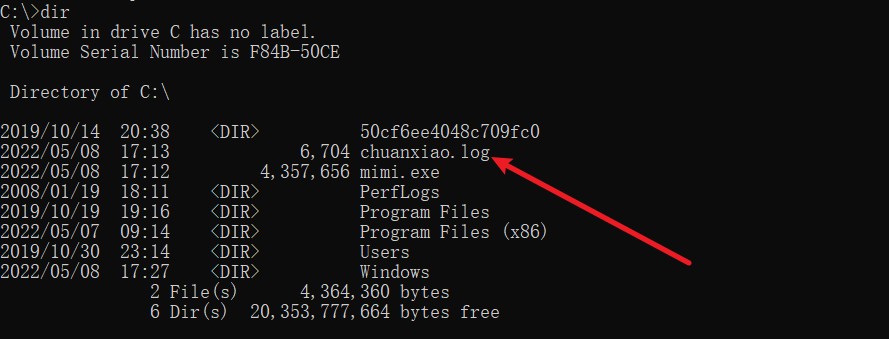 C:\>dir
 Volume in drive C has no label.
 Volume Serial Number is F84B-50CE

 Directory of C:\

2019/10/14  20:38    <DIR>          50cf6ee4048c709fc0
2022/05/08  17:13             6,704 chuanxiao.log
2022/05/08  17:12         4,357,656 mimi.exe
2008/01/19  18:11    <DIR>          PerfLogs
2019/10/19  19:16    <DIR>          Program Files
2022/05/07  09:14    <DIR>          Program Files (x86)
2019/10/30  23:14    <DIR>          Users
2022/05/08  17:27    <DIR>          Windows
               2 File(s)      4,364,360 bytes
               6 Dir(s)  20,353,777,664 bytes free